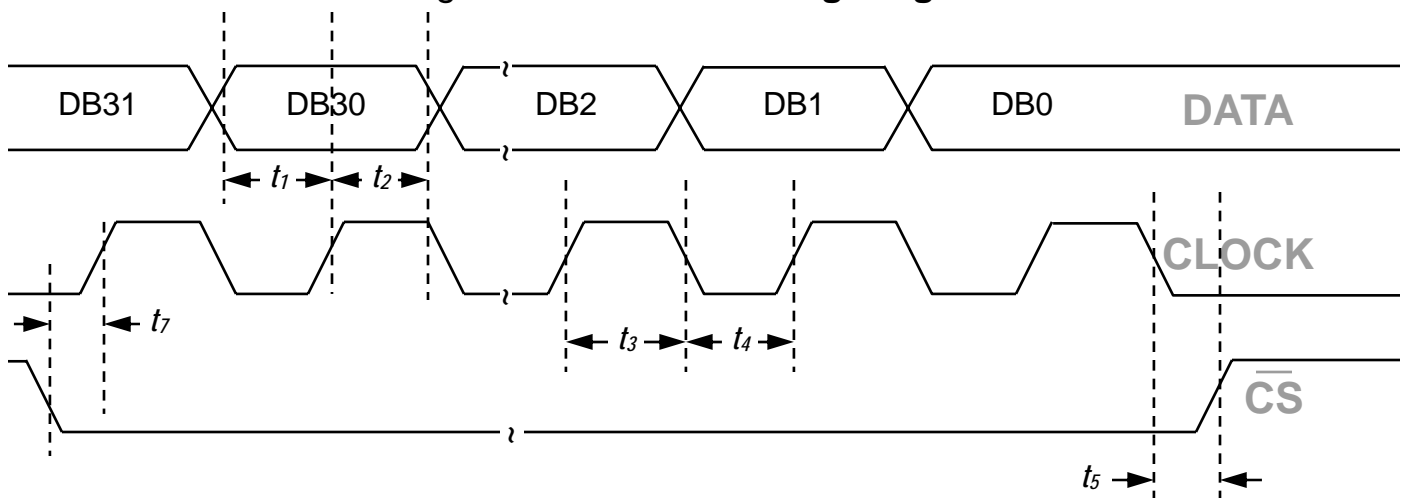 DB31 DB30 DB2 DB1 DB0 DATA
t1 t2
CLOCK
t7 t3 t4
CS
t5